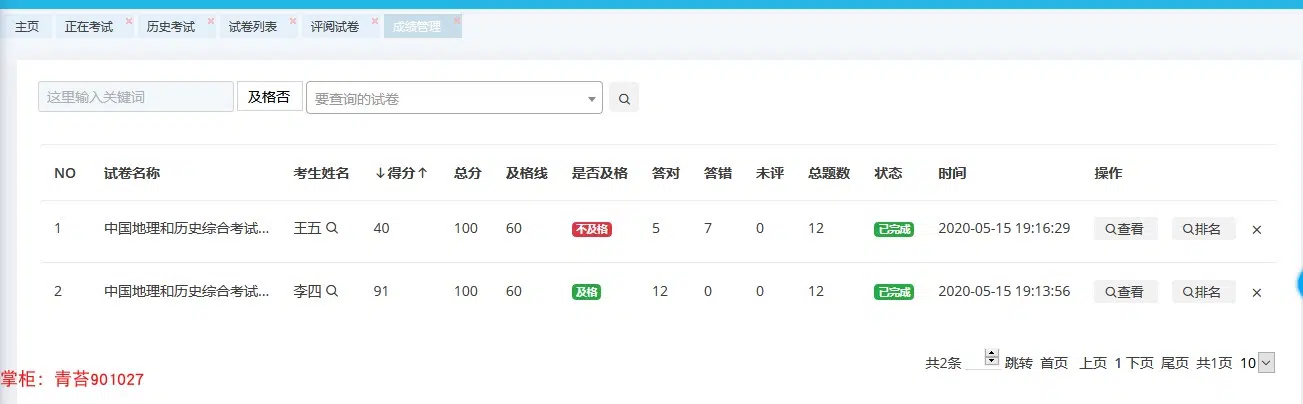 主页 正在考试 × 历史考试 × 试卷列表 × 评阅试卷 × 成绩管理 ×
这里输入关键词 及格否 要查询的试卷
NO 试卷名称 考生姓名 ↓得分↑ 总分 及格线 是否及格 答对 答错 未评 总题数 状态 时间 操作
1 中国地理和历史综合考试... 王五 40 100 60 不及格 5 7 0 12 已完成 2020-05-15 19:16:29 查看 排名 ×
2 中国地理和历史综合考试... 李四 91 100 60 及格 12 0 0 12 已完成 2020-05-15 19:13:56 查看 排名 ×
共2条 跳转 首页 上页 1 下页 尾页 共1页 10
掌柜：青苔901027